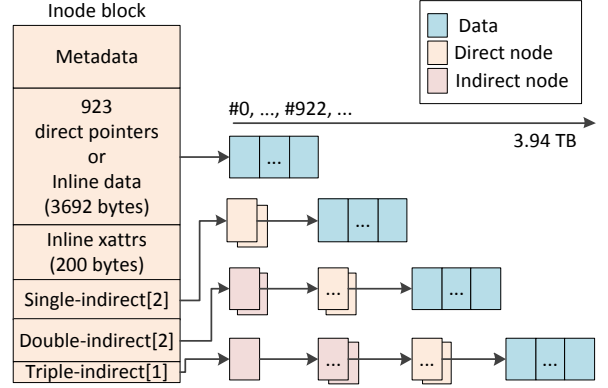 Inode block
Metadata
923
direct pointers
or
Inline data
(3692 bytes)
Inline xattrs
(200 bytes)
Single-indirect[2]
Double-indirect[2]
Triple-indirect[1]
Data
Direct node
Indirect node
#0, ..., #922, ...
3.94 TB
...
...
... ...
... ... ...